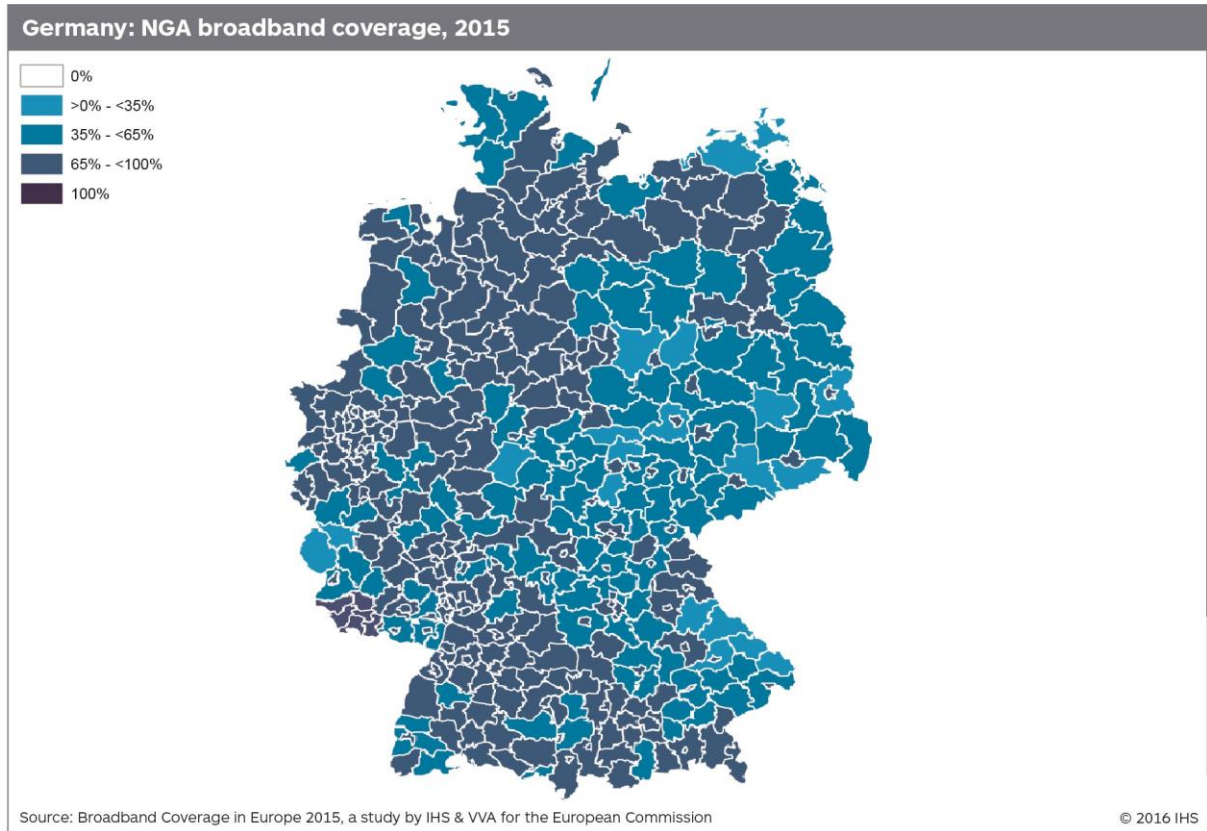 Germany: NGA broadband coverage, 2015
0%
>0% - <35%
35% - <65%
65% - <100%
100%
Source: Broadband Coverage in Europe 2015, a study by IHS & VVA for the European Commission
© 2016 IHS